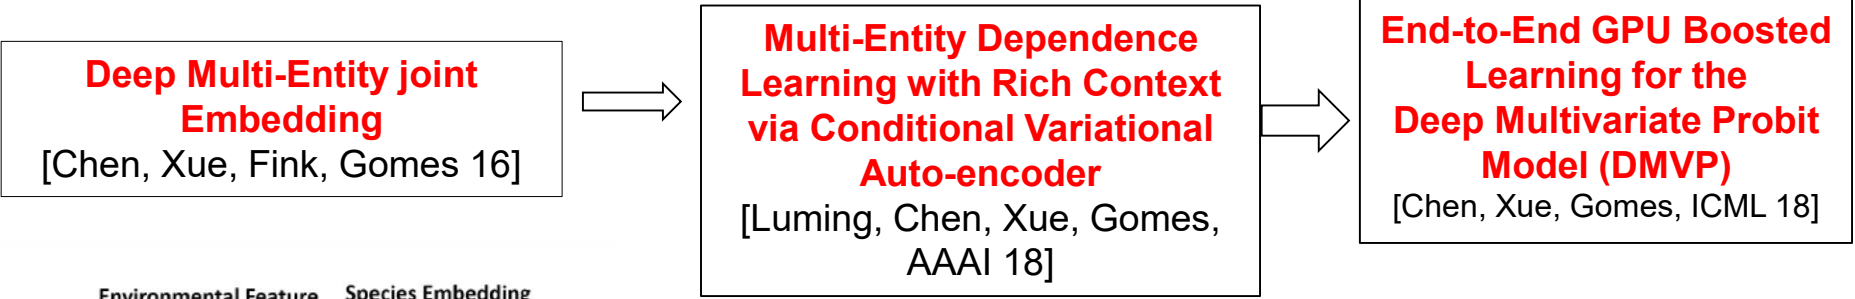 Deep Multi-Entity joint
Embedding
[Chen, Xue, Fink, Gomes 16]
Multi-Entity Dependence
Learning with Rich Context
via Conditional Variational
Auto-encoder
[Luming, Chen, Xue, Gomes,
AAAI 18]
End-to-End GPU Boosted
Learning for the
Deep Multivariate Probit
Model (DMVP)
[Chen, Xue, Gomes, ICML 18]
Environmental Feature
Species Embedding